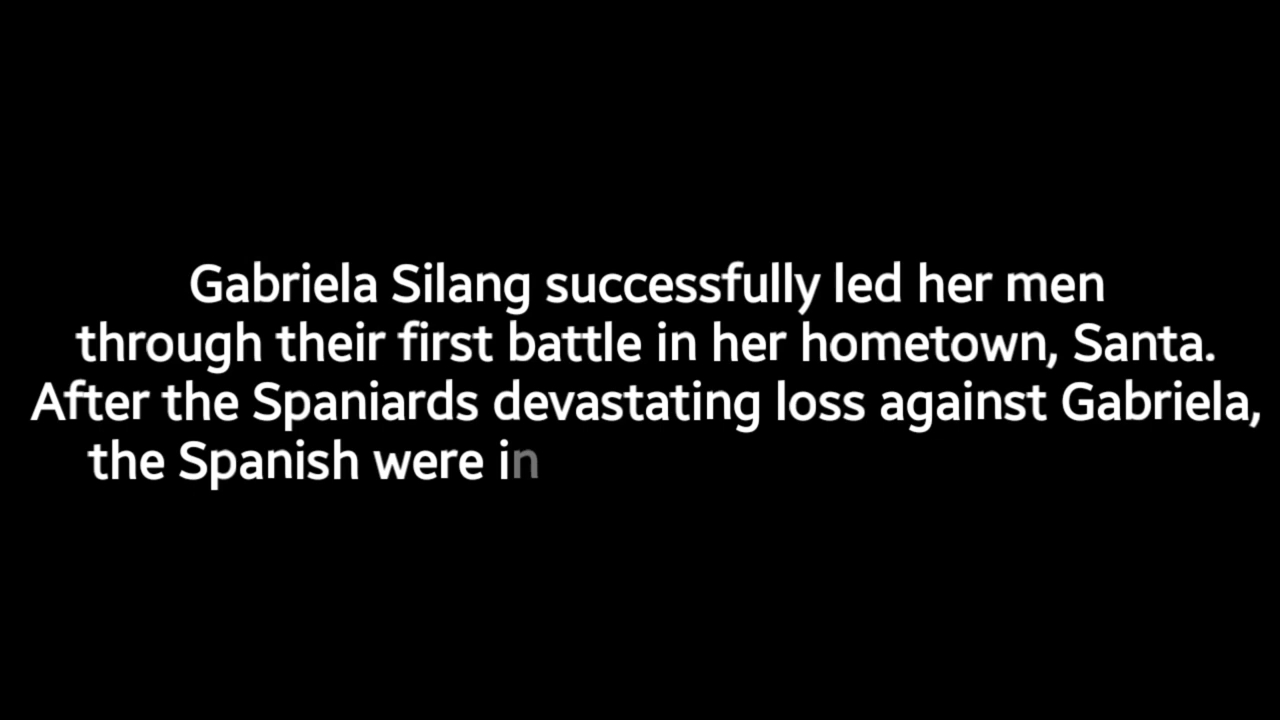 Gabriela Silang successfully led her men
through their first battle in her hometown, Santa.
After the Spaniards devastating loss against Gabriela,
the Spanish were in